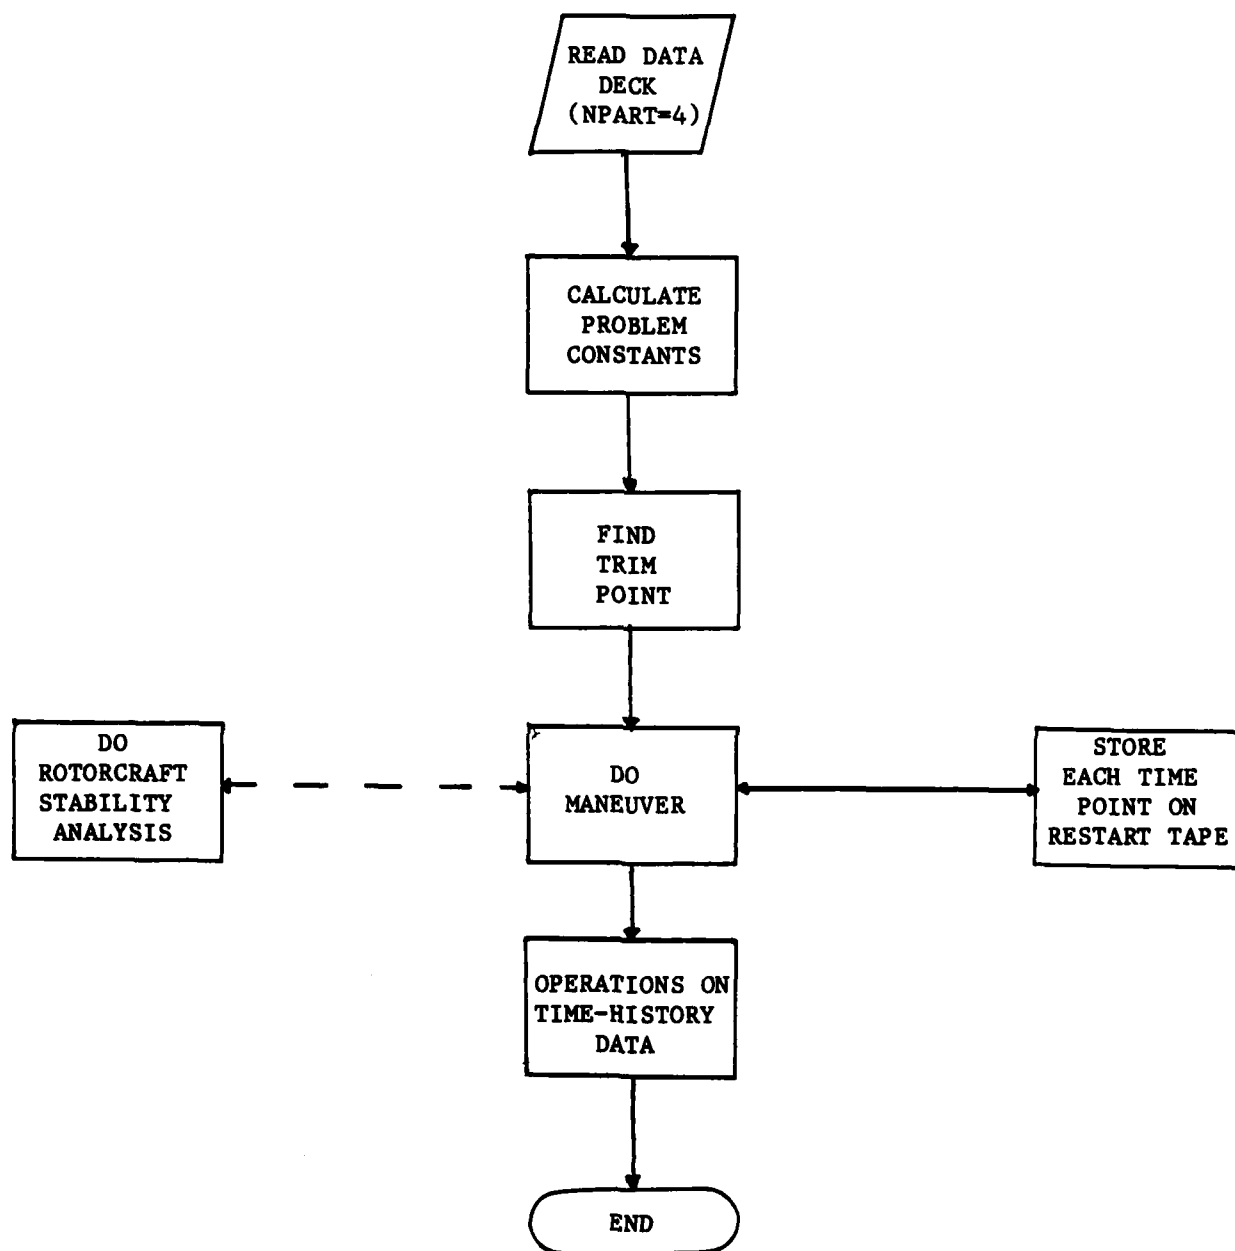 READ DATA
DECK
(NPART=4)
CALCULATE
PROBLEM
CONSTANTS
FIND
TRIM
POINT
DO
ROTORCRAFT
STABILITY
ANALYSIS
DO
MANEUVER
STORE
EACH TIME
POINT ON
RESTART TAPE
OPERATIONS ON
TIME-HISTORY
DATA
END